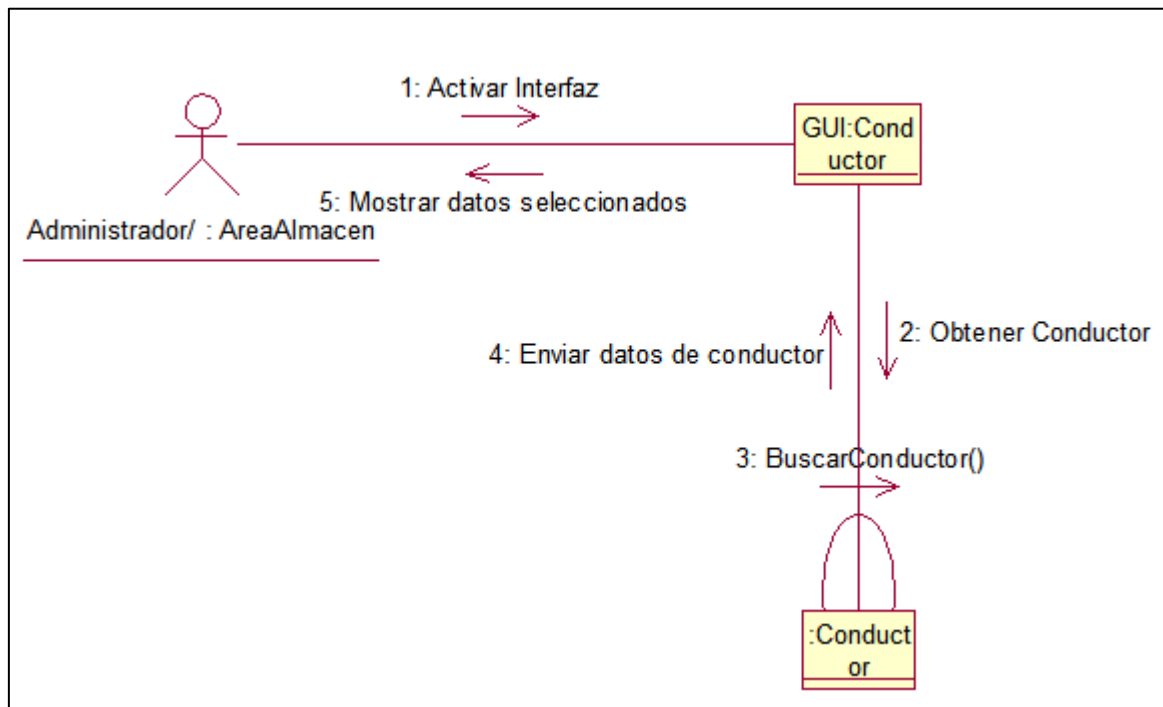 1: Activar Interfaz
GUI:Cond
uctor
5: Mostrar datos seleccionados
Administrador/ : AreaAlmacen
2: Obtener Conductor
4: Enviar datos de conductor
3: BuscarConductor()
:Conduct
or